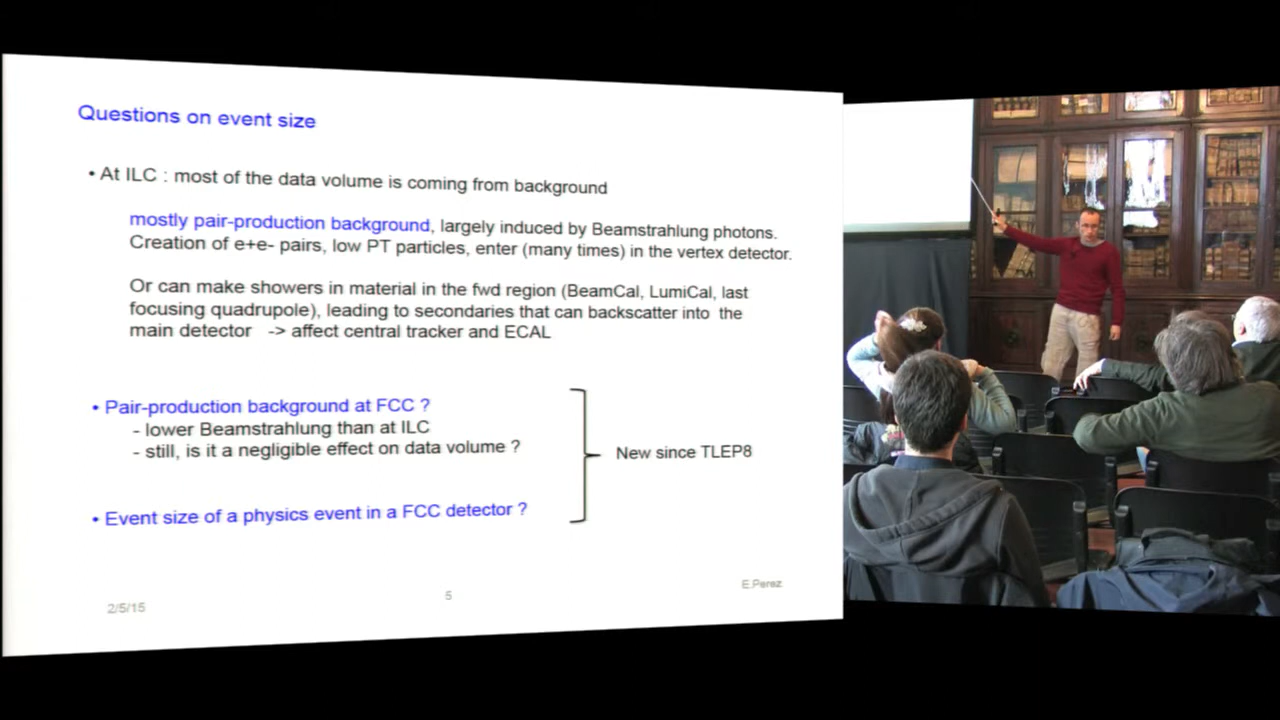 Questions on event size
• At ILC : most of the data volume is coming from background
mostly pair-production background, largely induced by Beamstrahlung photons.
Creation of e+e- pairs, low PT particles, enter (many times) in the vertex detector.
Or can make showers in material in the fwd region (BeamCal, LumiCal, last
focusing quadrupole), leading to secondaries that can backscatter into the
main detector -> affect central tracker and ECAL
• Pair-production background at FCC ?
- lower Beamstrahlung than at ILC
- still, is it a negligible effect on data volume ?
New since TLEP8
• Event size of a physics event in a FCC detector ?
2/5/15
5
E.Perez